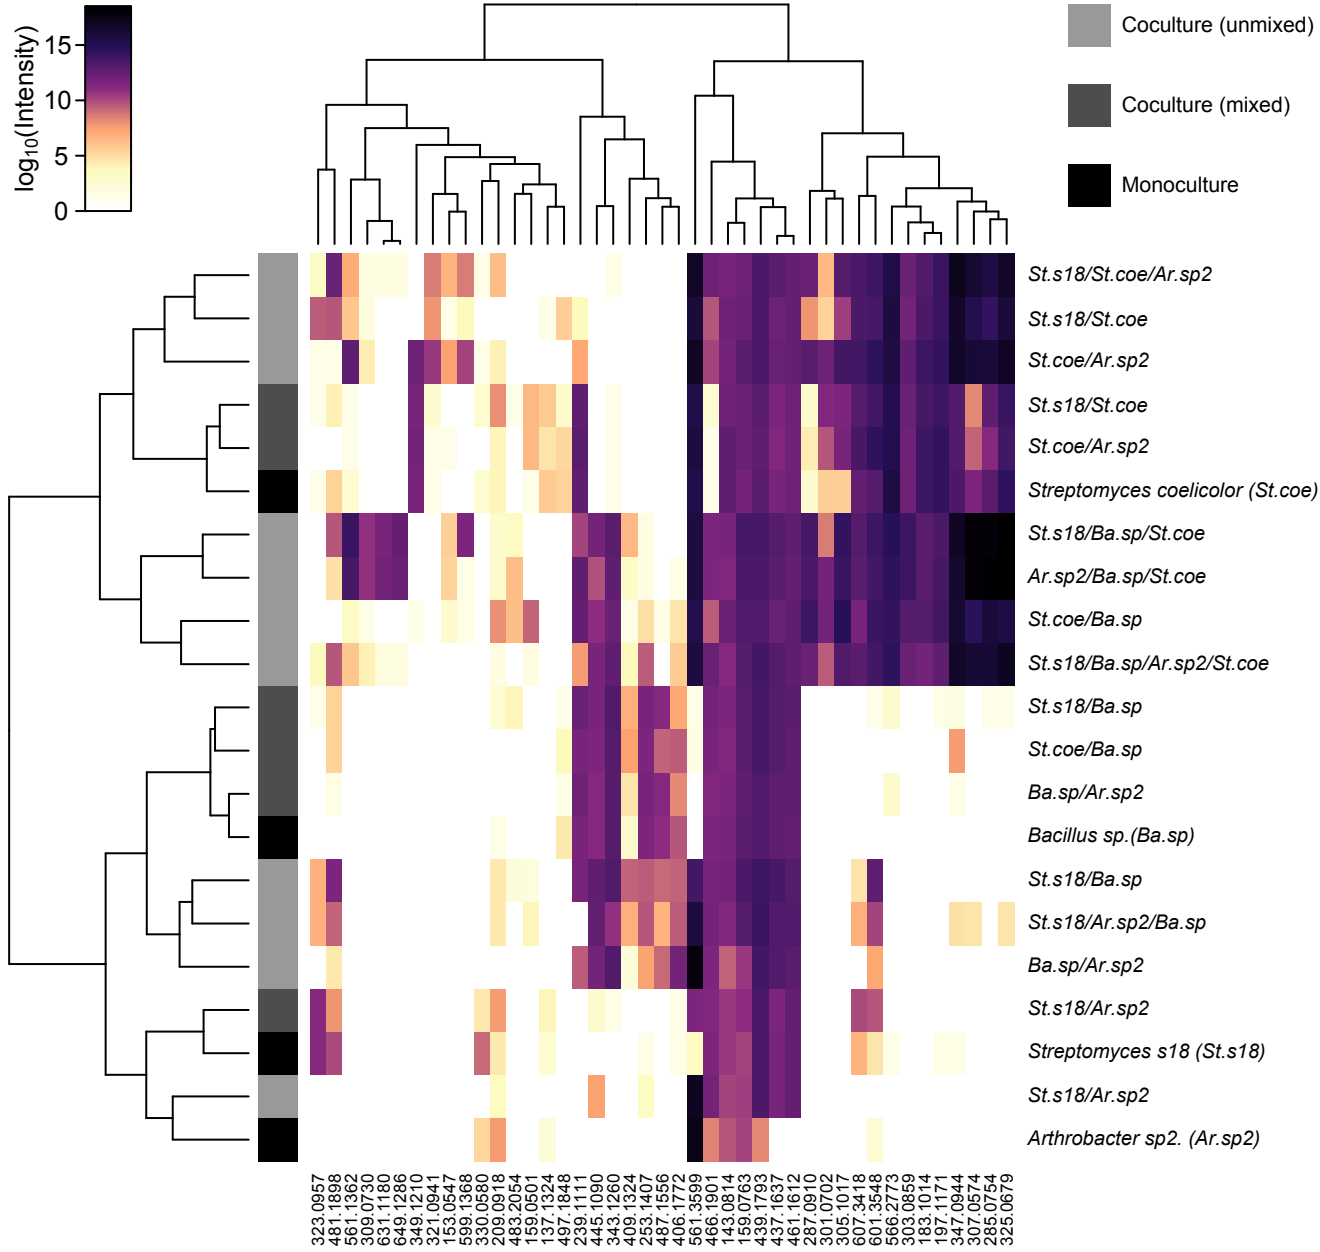 log10(Intensity)
15
10
5
0
Coculture (unmixed)
Coculture (mixed)
Monoculture
St.s18/St.coe/Ar.sp2
St.s18/St.coe
St.coe/Ar.sp2
St.s18/St.coe
St.coe/Ar.sp2
Streptomyces coelicolor (St.coe)
St.s18/Ba.sp/St.coe
Ar.sp2/Ba.sp/St.coe
St.coe/Ba.sp
St.s18/Ba.sp/Ar.sp2/St.coe
St.s18/Ba.sp
St.coe/Ba.sp
Ba.sp/Ar.sp2
Bacillus sp.(Ba.sp)
St.s18/Ba.sp
St.s18/Ar.sp2/Ba.sp
Ba.sp/Ar.sp2
St.s18/Ar.sp2
Streptomyces s18 (St.s18)
St.s18/Ar.sp2
Arthrobacter sp2. (Ar.sp2)
323.0957
481.1898
561.1362
309.0730
631.1180
649.1286
349.1210
321.0941
153.0547
599.1368
330.0580
209.0918
483.2054
159.0501
137.1324
497.1848
239.1111
445.1090
343.1260
409.1324
253.1407
487.1556
406.1772
561.3599
466.1901
143.0814
159.0763
439.1793
437.1637
461.1612
287.0910
301.0702
305.1017
607.3418
601.3548
566.2773
303.0859
183.1014
197.1171
347.0944
307.0574
285.0754
325.0679